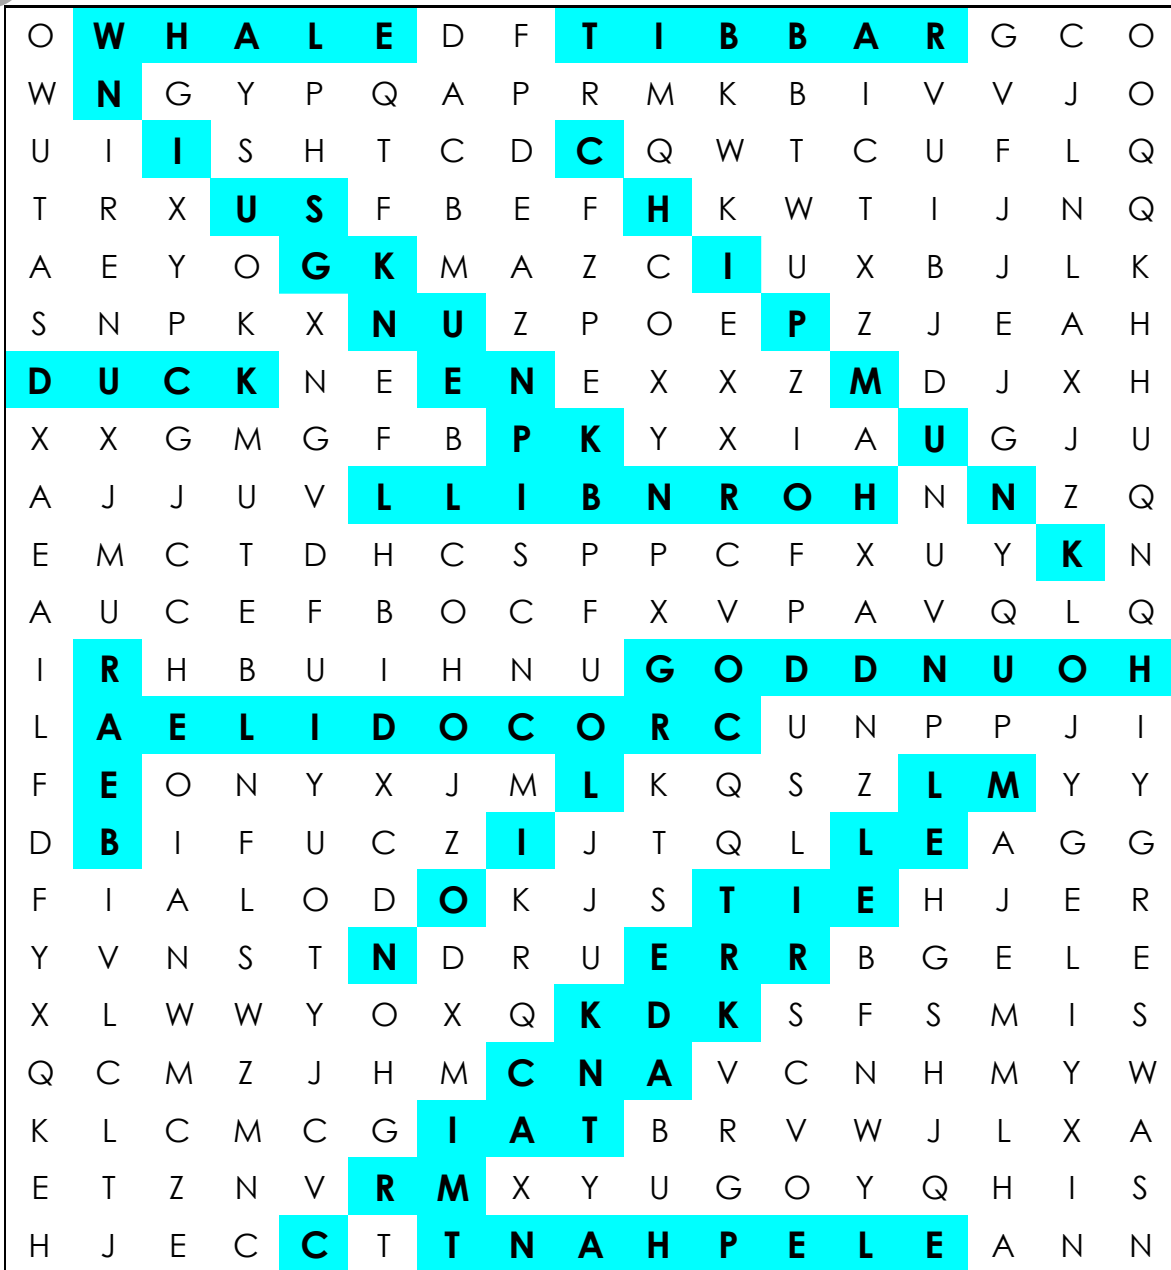 O W H A L E D F T I B B A R G C O
W N G Y P Q A P R M K B I V V J O
U I I S H T C D C Q W T C U F L Q
T R X U S F B E F H K W T I J N Q
A E Y O G K M A Z C I U X B J L K
S N P K X N U Z P O E P Z J E A H
D U C K N E E N E X X Z M D J X H
X X G M G F B P K Y X I A U G J U
A J J U V L L I B N R O H N N Z Q
E M C T D H C S P P C F X U Y K N
A U C E F B O C F X V P A V Q L Q
I R H B U I H N U G O D D N U O H
L A E L I D O C O R C U N P P J I
F E O N Y X J M L K Q S Z L M Y Y
D B I F U C Z I J T Q L L E A G G
F I A L O D O K J S T I E H J E R
Y V N S T N D R U E R R B G E L E
X L W W Y O X Q K D K S F S M I S
Q C M Z J H M C N A V C N H M Y W
K L C M C G I A T B R V W J L X A
E T Z N V R M X Y U G O Y Q H I S
H J E C C T T N A H P E L E A N N